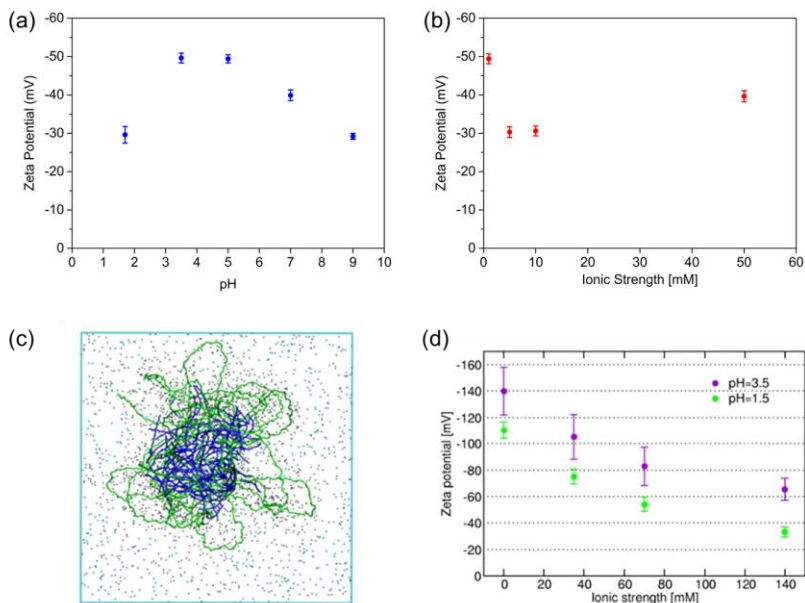 (a)
-60
-50
-40
-30
-20
-10
0
Zeta Potential (mV)
0 1 2 3 4 5 6 7 8 9 10
pH
(b)
-60
-50
-40
-30
-20
-10
0
Zeta Potential (mV)
0 10 20 30 40 50 60
Ionic Strength [mM]
(c)
(d)
-160
-140
-120
-100
-80
-60
-40
-20
0
Zeta potential [mV]
pH=3.5
pH=1.5
0 20 40 60 80 100 120 140
Ionic strength [mM]